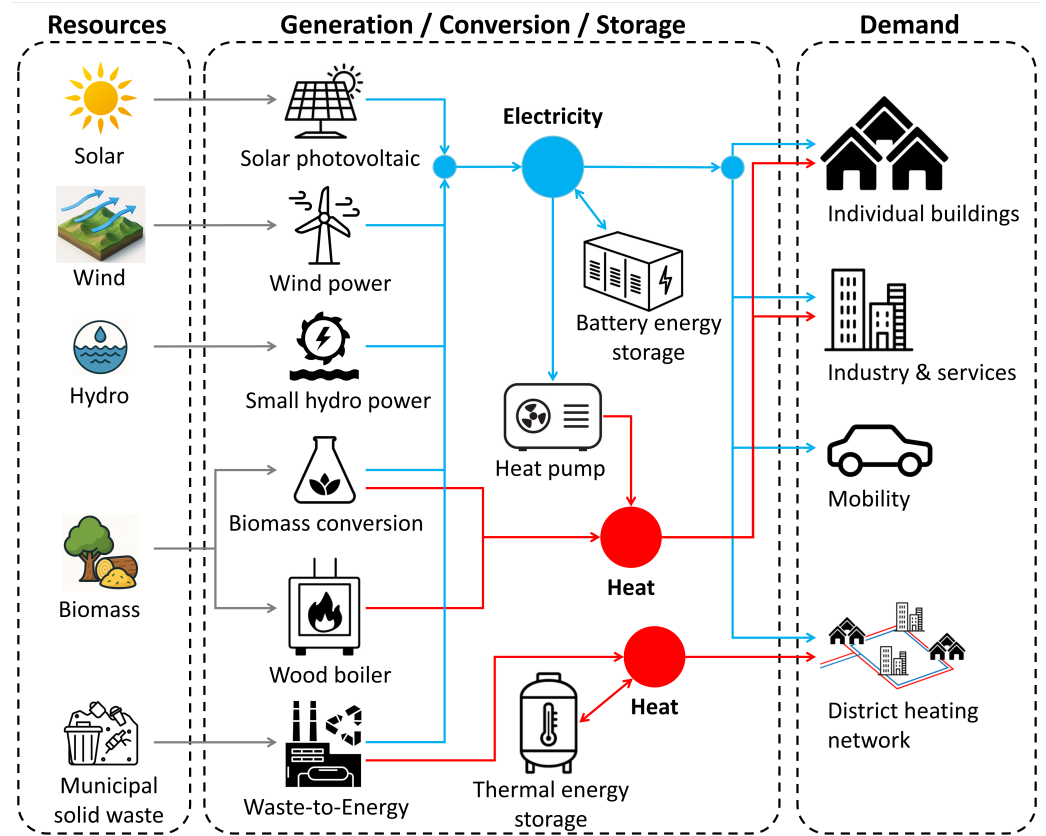 Resources
Generation / Conversion / Storage
Demand
Solar
Wind
Hydro
Biomass
Municipal
solid waste
Solar photovoltaic
Wind power
Small hydro power
Biomass conversion
Wood boiler
Waste-to-Energy
Electricity
Battery energy
storage
Heat pump
Heat
Heat
Thermal energy
storage
Individual buildings
Industry & services
Mobility
District heating
network